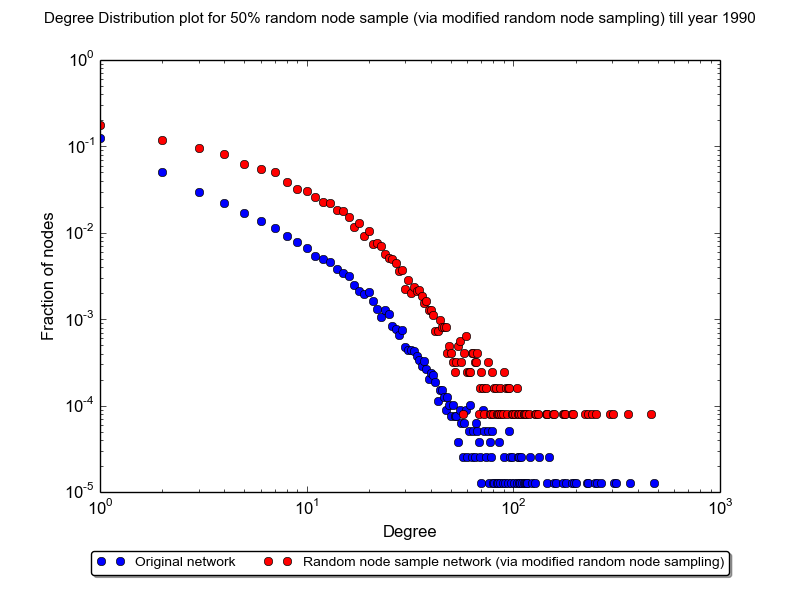 Degree Distribution plot for 50% random node sample (via modified random node sampling) till year 1990
10^0
10^-1
10^-2
10^-3
10^-4
10^-5
Fraction of nodes
10^0 10^1 10^2 10^3
Degree
Original network Random node sample network (via modified random node sampling)